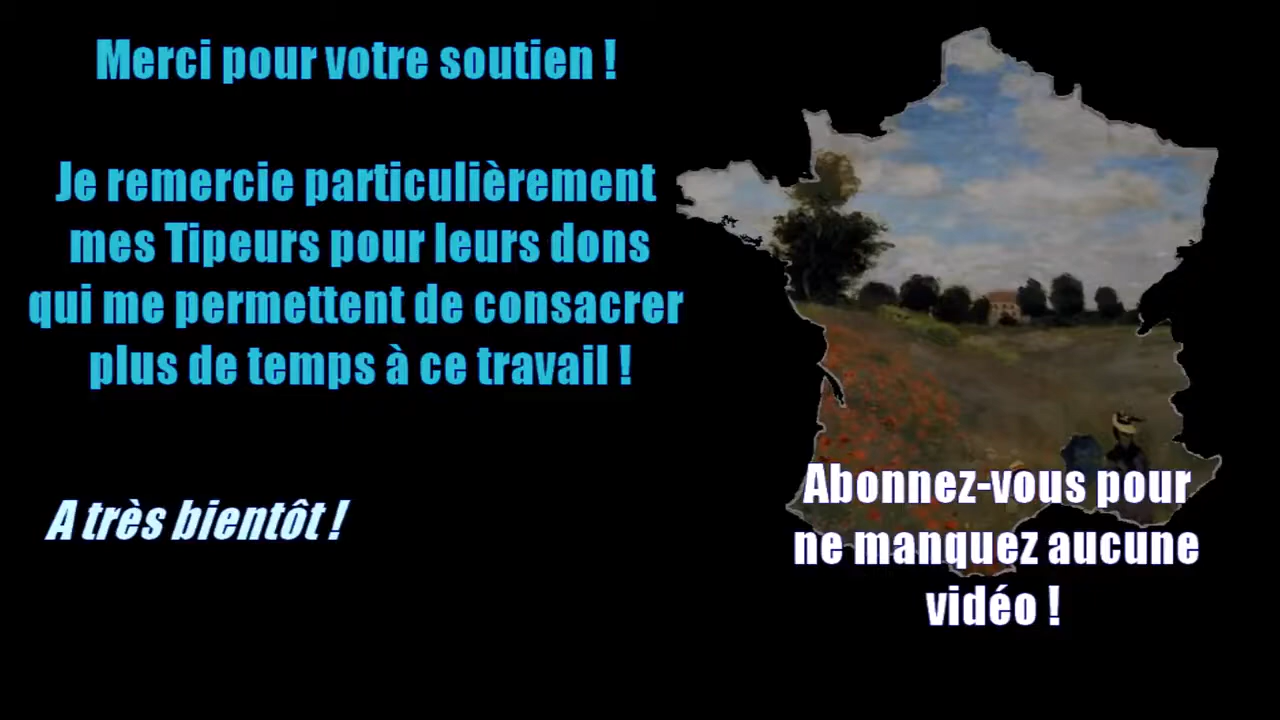 Merci pour votre soutien !
Je remercie particulièrement
mes Tipeurs pour leurs dons
qui me permettent de consacrer
plus de temps à ce travail !
A très bientôt !
Abonnez-vous pour
ne manquez aucune
vidéo !